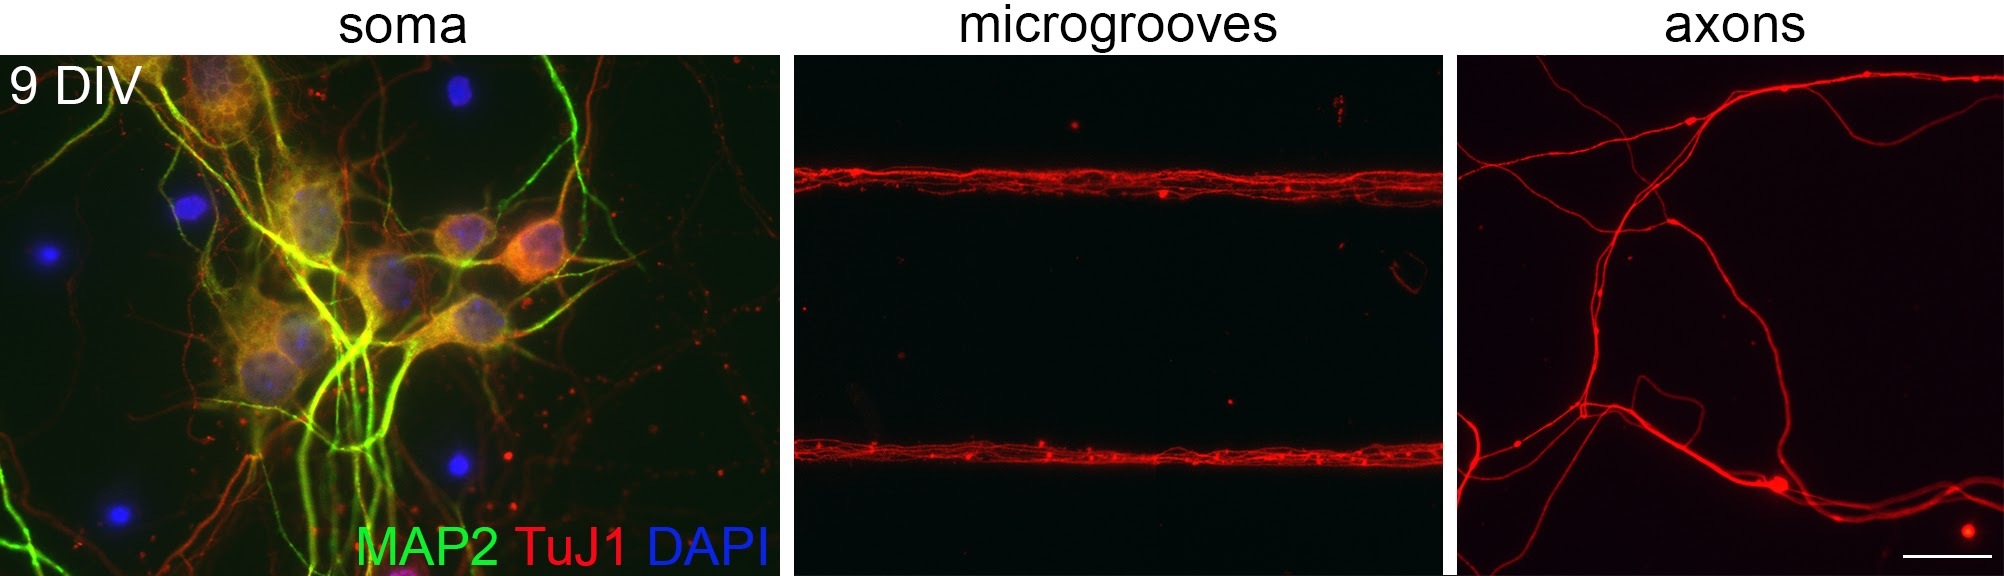 soma
microgrooves
axons
9 DIV
MAP2 TuJ1 DAPI